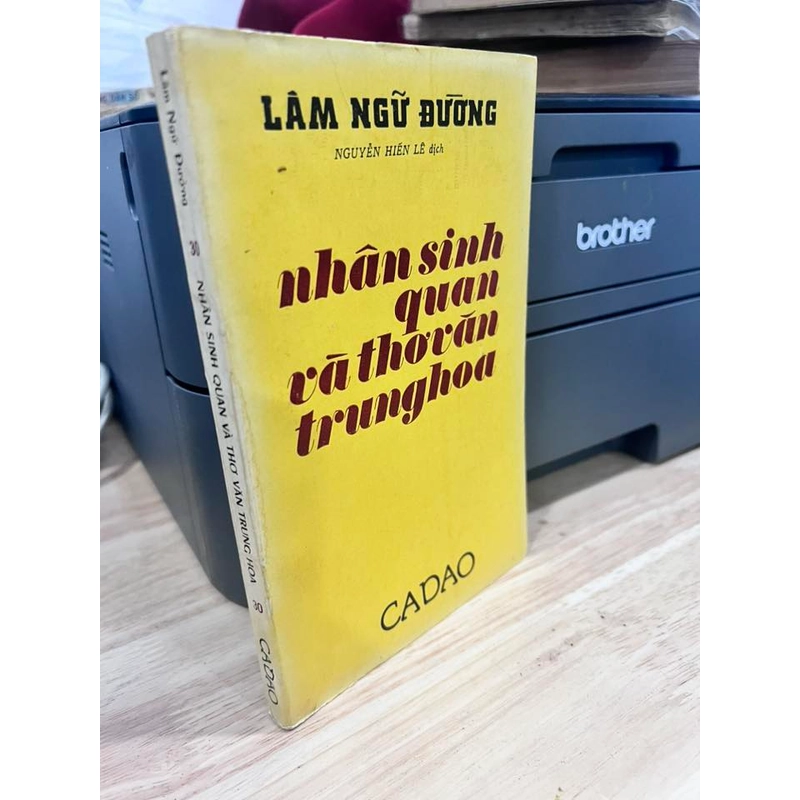 LÂM NGỮ ĐƯỜNG
NGUYỄN HIẾN LÊ dịch
nhân sinh
quan
và thơ văn
trung hoa
CADAO
Lâm Ngữ Đường 30 NHÂN SINH QUAN VÀ THƠ VĂN TRUNG HOA 30 CADAO
brother